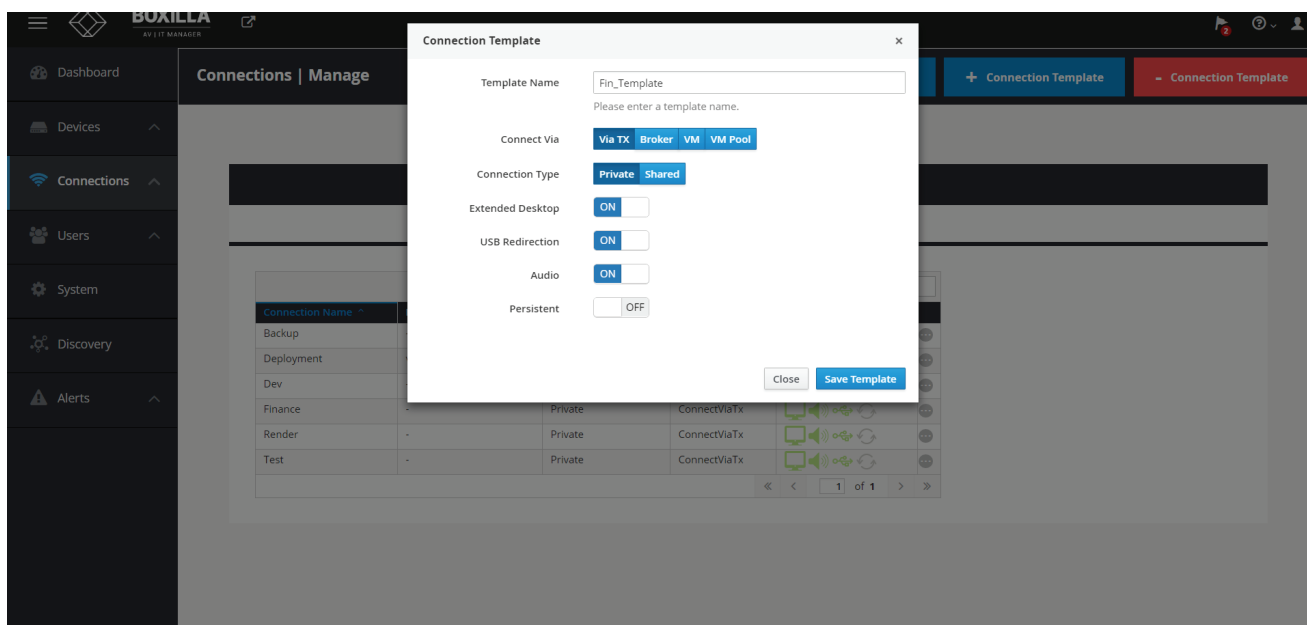 BOXILLA
AV | IT MANAGER
2
Dashboard
Devices
Connections
Users
System
Discovery
Alerts
Connections | Manage
+ Connection Template
- Connection Template
Connection Template ×
Template Name Fin_Template
Please enter a template name.
Connect Via Via TX Broker VM VM Pool
Connection Type Private Shared
Extended Desktop ON
USB Redirection ON
Audio ON
Persistent OFF
Close Save Template
Connection Name
Backup
Deployment
Dev
Finance - Private ConnectViaTx
Render - Private ConnectViaTx
Test - Private ConnectViaTx
« < 1 of 1 > »